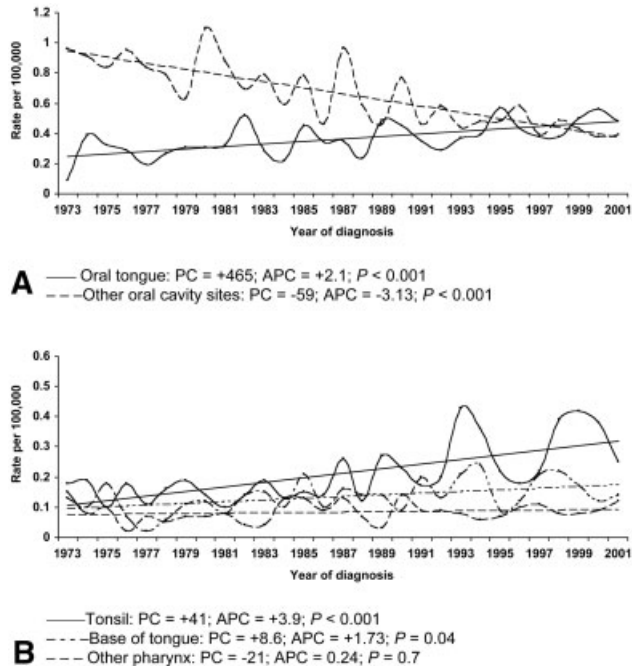 1.2
1
0.8
0.6
0.4
0.2
0
Rate per 100,000
1973 1975 1977 1979 1981 1983 1985 1987 1989 1991 1993 1995 1997 1999 2001
Year of diagnosis
A
Oral tongue: PC = +465; APC = +2.1; P < 0.001
Other oral cavity sites: PC = -59; APC = -3.13; P < 0.001
0.6
0.5
0.4
0.3
0.2
0.1
0
Rate per 100,000
1973 1975 1977 1979 1981 1983 1985 1987 1989 1991 1993 1995 1997 1999 2001
Year of diagnosis
B
Tonsil: PC = +41; APC = +3.9; P < 0.001
Base of tongue: PC = +8.6; APC = +1.73; P = 0.04
Other pharynx: PC = -21; APC = 0.24; P = 0.7